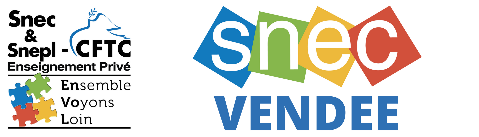 Snec
&
Snepl - CFTC
Enseignement Privé
Ensemble
Voyons
Loin
snec
VENDEE